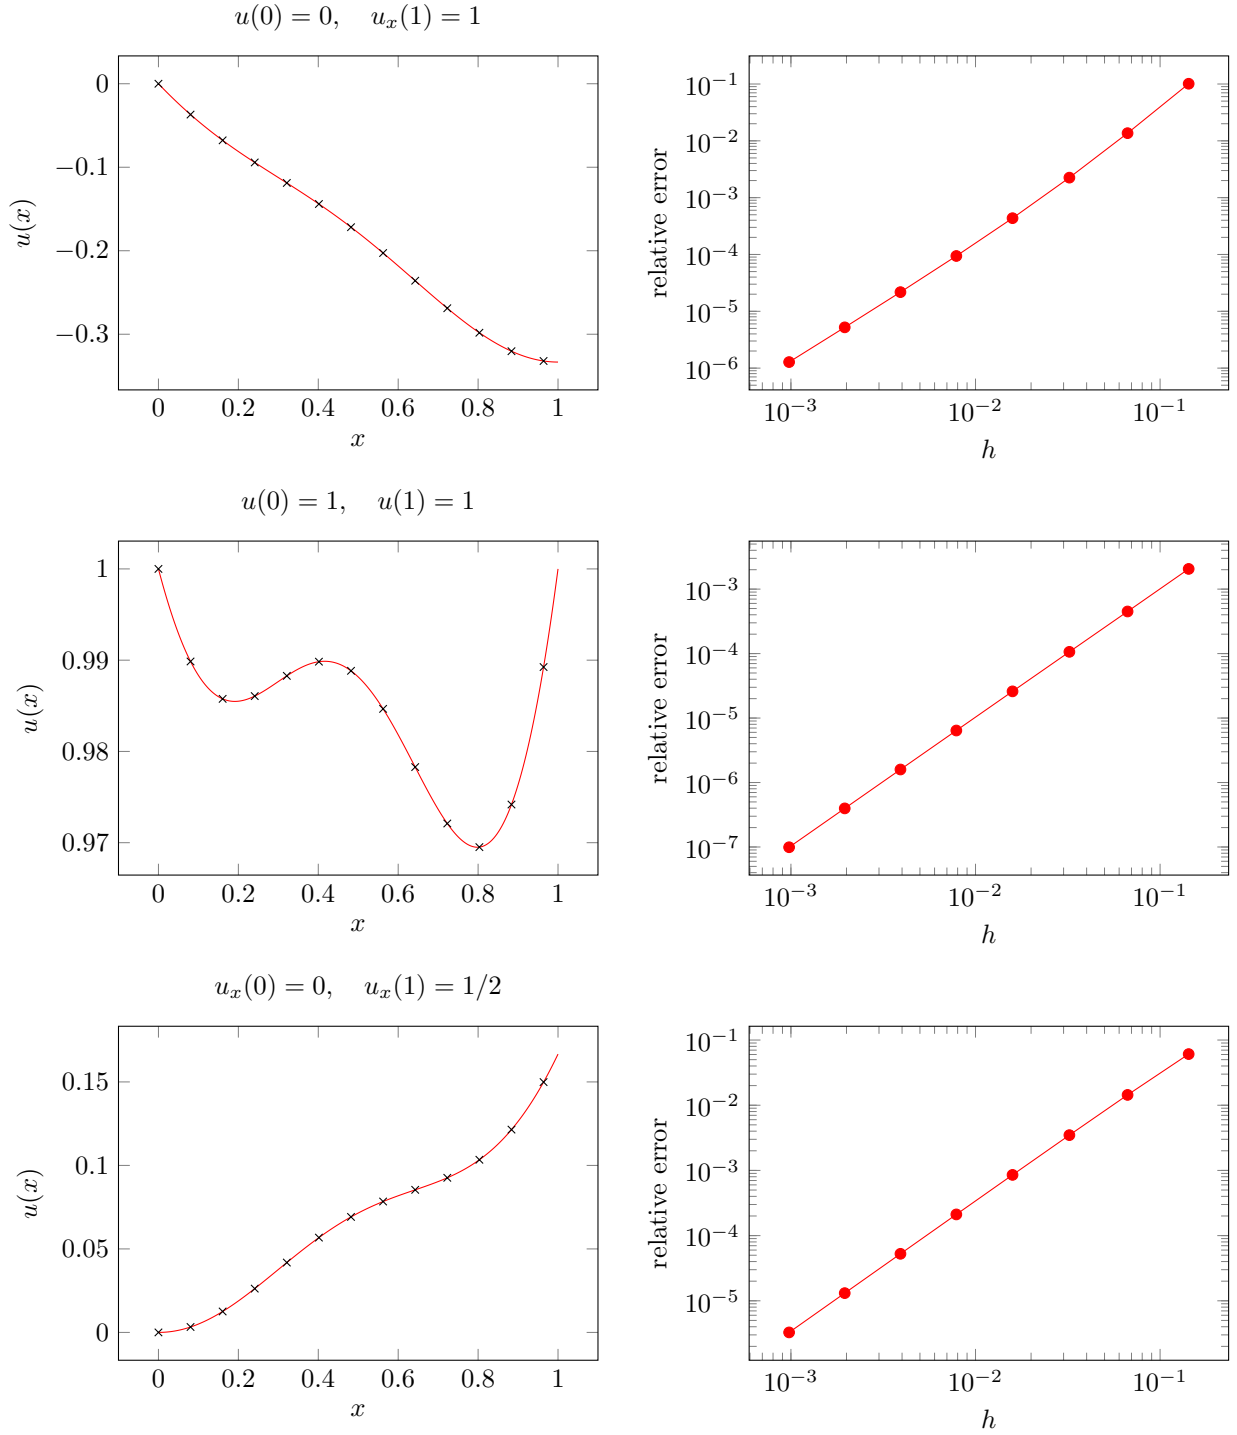 u(0) = 0, u_x(1) = 1
0
−0.1
−0.2
−0.3
u(x)
0 0.2 0.4 0.6 0.8 1
x
10^{−1}
10^{−2}
10^{−3}
10^{−4}
10^{−5}
10^{−6}
relative error
10^{−3} 10^{−2} 10^{−1}
h
u(0) = 1, u(1) = 1
1
0.99
0.98
0.97
u(x)
0 0.2 0.4 0.6 0.8 1
x
10^{−3}
10^{−4}
10^{−5}
10^{−6}
10^{−7}
relative error
10^{−3} 10^{−2} 10^{−1}
h
u_x(0) = 0, u_x(1) = 1/2
0.15
0.1
0.05
0
u(x)
0 0.2 0.4 0.6 0.8 1
x
10^{−1}
10^{−2}
10^{−3}
10^{−4}
10^{−5}
relative error
10^{−3} 10^{−2} 10^{−1}
h